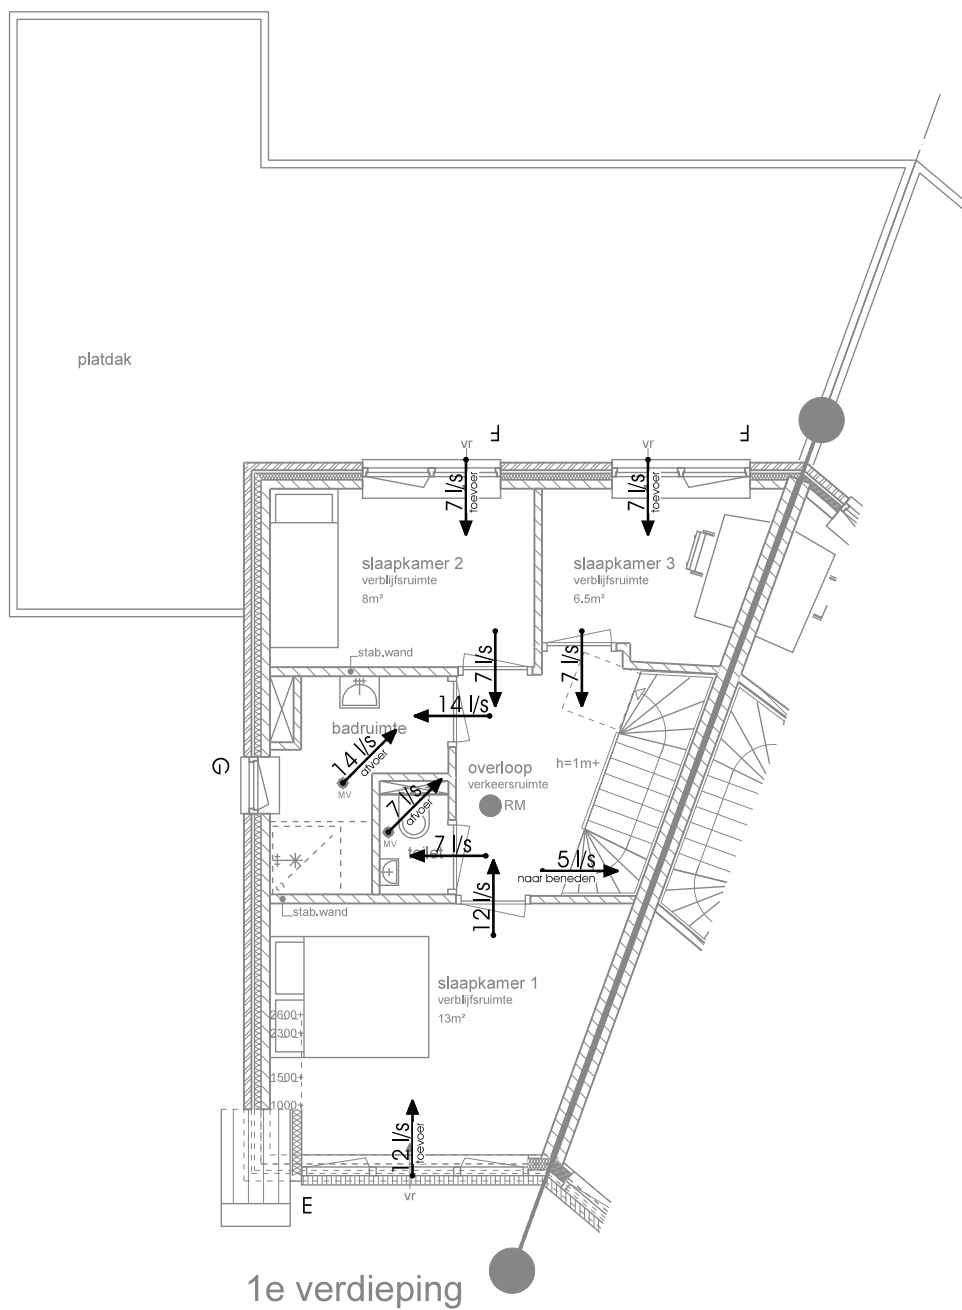 platdak
F
F
vr
vr
7 l/s
toevoer
7 l/s
toevoer
slaapkamer 2
verblijfsruimte
8m²
slaapkamer 3
verblijfsruimte
6.5m²
stab.wand
7 l/s
7 l/s
14 l/s
badruimte
14 l/s
afvoer
MV
G
overloop
verkeersruimte
RM
h=1m+
7 l/s
afvoer
MV
toilet
7 l/s
5 l/s
naar beneden
12 l/s
stab.wand
slaapkamer 1
verblijfsruimte
13m²
2600+
2300+
1500+
1000+
12 l/s
toevoer
vr
E
1e verdieping